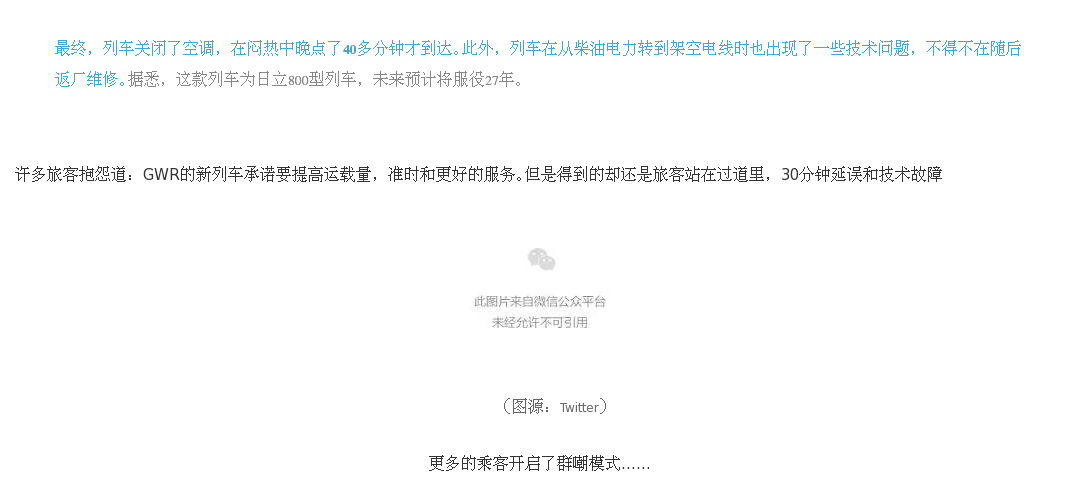 最终，列车关闭了空调，在闷热中晚点了40多分钟才到达。此外，列车在从柴油电力转到架空电线时也出现了一些技术问题，不得不在随后
返厂维修。据悉，这款列车为日立800型列车，未来预计将服役27年。
许多旅客抱怨道：GWR的新列车承诺要提高运载量，准时和更好的服务。但是得到的却还是旅客站在过道里，30分钟延误和技术故障
此图片来自微信公众平台
未经允许不可引用
（图源：Twitter）
更多的乘客开启了群嘲模式……